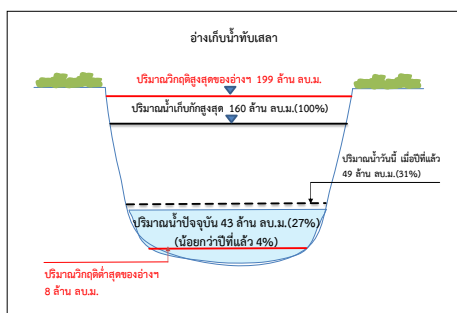 อ่างเก็บน้ำทับเสลา
ปริมาณวิกฤติสูงสุดของอ่างฯ 199 ล้าน ลบ.ม.
ปริมาณน้ำเก็บกักสูงสุด 160 ล้าน ลบ.ม.(100%)
ปริมาณน้ำวันนี้ เมื่อปีที่แล้ว
49 ล้าน ลบ.ม.(31%)
ปริมาณน้ำปัจจุบัน 43 ล้าน ลบ.ม.(27%)
(น้อยกว่าปีที่แล้ว 4%)
ปริมาณวิกฤติต่ำสุดของอ่างฯ
8 ล้าน ลบ.ม.